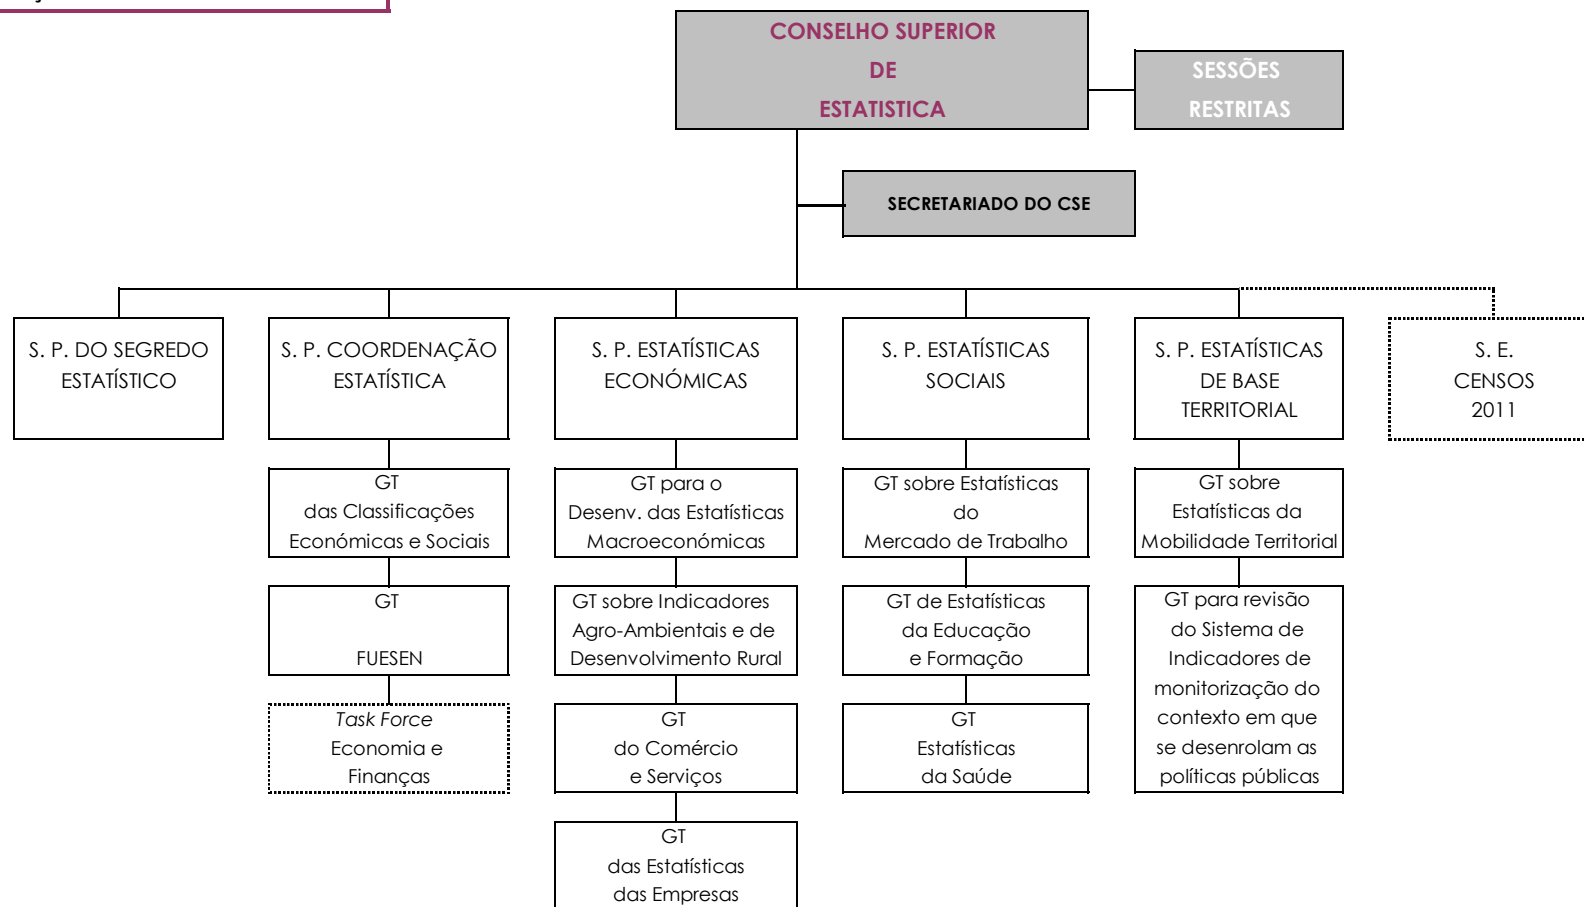 CONSELHO SUPERIOR
DE
ESTATISTICA
SESSÕES
RESTRITAS
SECRETARIADO DO CSE
S. P. DO SEGREDO
ESTATÍSTICO
S. P. COORDENAÇÃO
ESTATÍSTICA
S. P. ESTATÍSTICAS
ECONÓMICAS
S. P. ESTATÍSTICAS
SOCIAIS
S. P. ESTATÍSTICAS
DE BASE
TERRITORIAL
S. E.
CENSOS
2011
GT
das Classificações
Económicas e Sociais
GT para o
Desenv. das Estatísticas
Macroeconómicas
GT sobre Estatísticas
do
Mercado de Trabalho
GT sobre
Estatísticas da
Mobilidade Territorial
GT
FUESEN
GT sobre Indicadores
Agro-Ambientais e de
Desenvolvimento Rural
GT de Estatísticas
da Educação
e Formação
GT para revisão
do Sistema de
Indicadores de
monitorização do
contexto em que
se desenrolam as
políticas públicas
Task Force
Economia e
Finanças
GT
do Comércio
e Serviços
GT
Estatísticas
da Saúde
GT
das Estatísticas
das Empresas